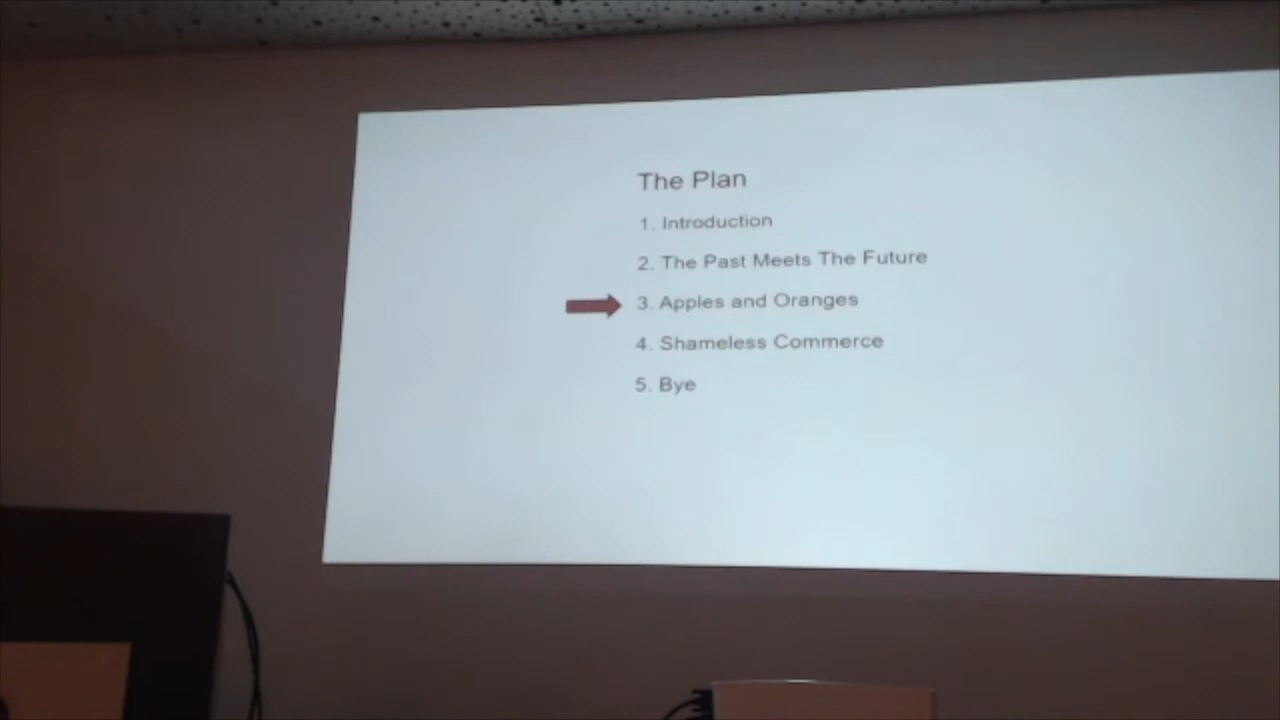 The Plan
1. Introduction
2. The Past Meets The Future
3. Apples and Oranges
4. Shameless Commerce
5. Bye